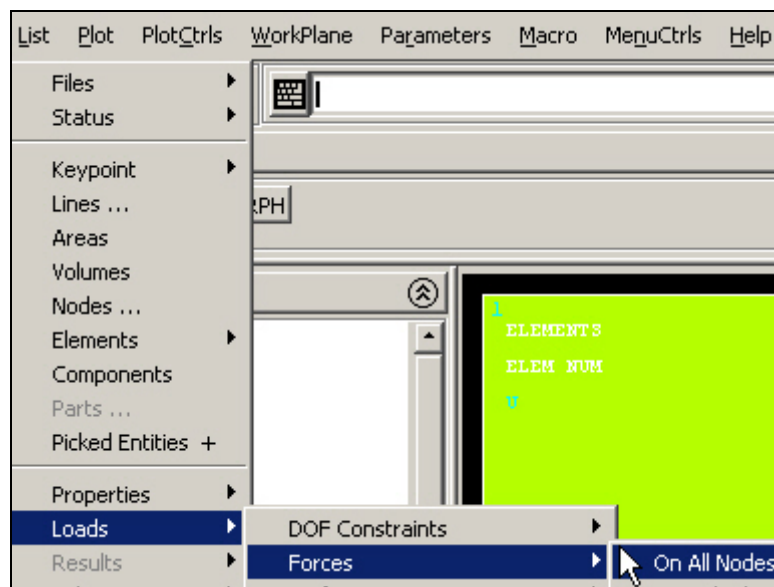 List Plot PlotCtrls WorkPlane Parameters Macro MenuCtrls Help
Files
Status
Keypoint
Lines ...
RPH
Areas
Volumes
Nodes ...
1
ELEMENTS
Elements
ELEM NUM
Components
Parts ...
U
Picked Entities +
Properties
Loads DOF Constraints
Results Forces On All Nodes